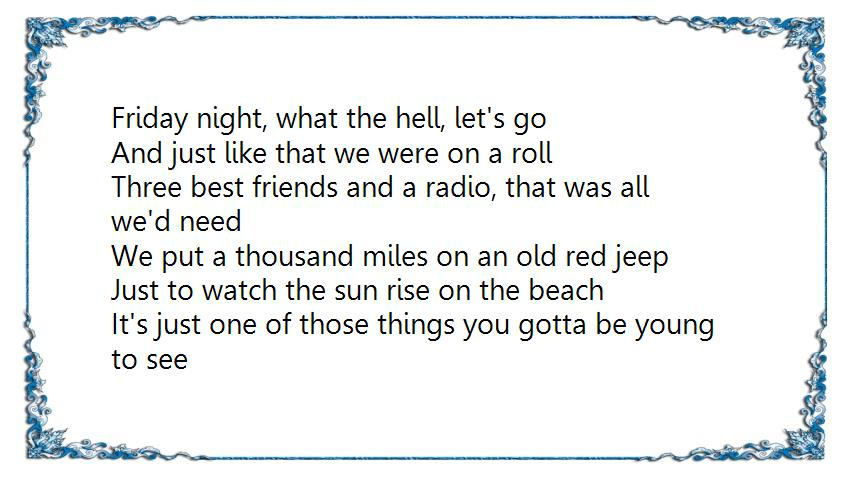 Friday night, what the hell, let's go
And just like that we were on a roll
Three best friends and a radio, that was all
we'd need
We put a thousand miles on an old red jeep
Just to watch the sun rise on the beach
It's just one of those things you gotta be young
to see